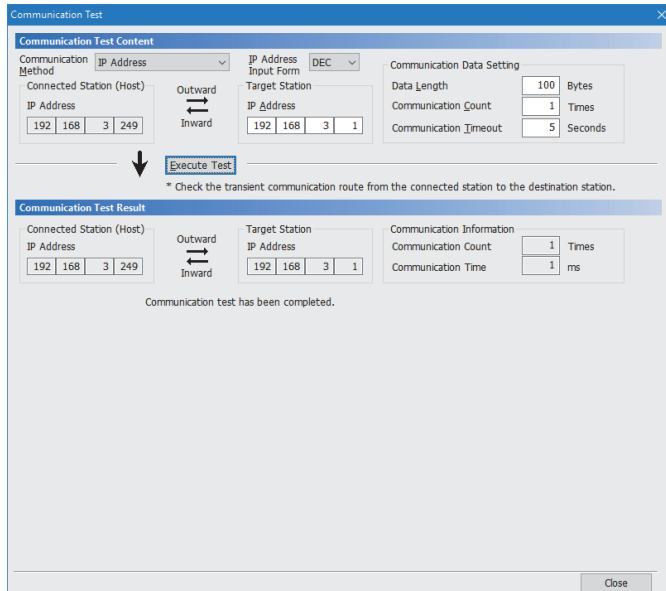 Communication Test
Communication Test Content
Communication Method IP Address
IP Address Input Form DEC
Connected Station (Host)
IP Address
192 168 3 249
Outward
Inward
Target Station
IP Address
192 168 3 1
Communication Data Setting
Data Length 100 Bytes
Communication Count 1 Times
Communication Timeout 5 Seconds
Execute Test
* Check the transient communication route from the connected station to the destination station.
Communication Test Result
Connected Station (Host)
IP Address
192 168 3 249
Outward
Inward
Target Station
IP Address
192 168 3 1
Communication Information
Communication Count 1 Times
Communication Time 1 ms
Communication test has been completed.
Close